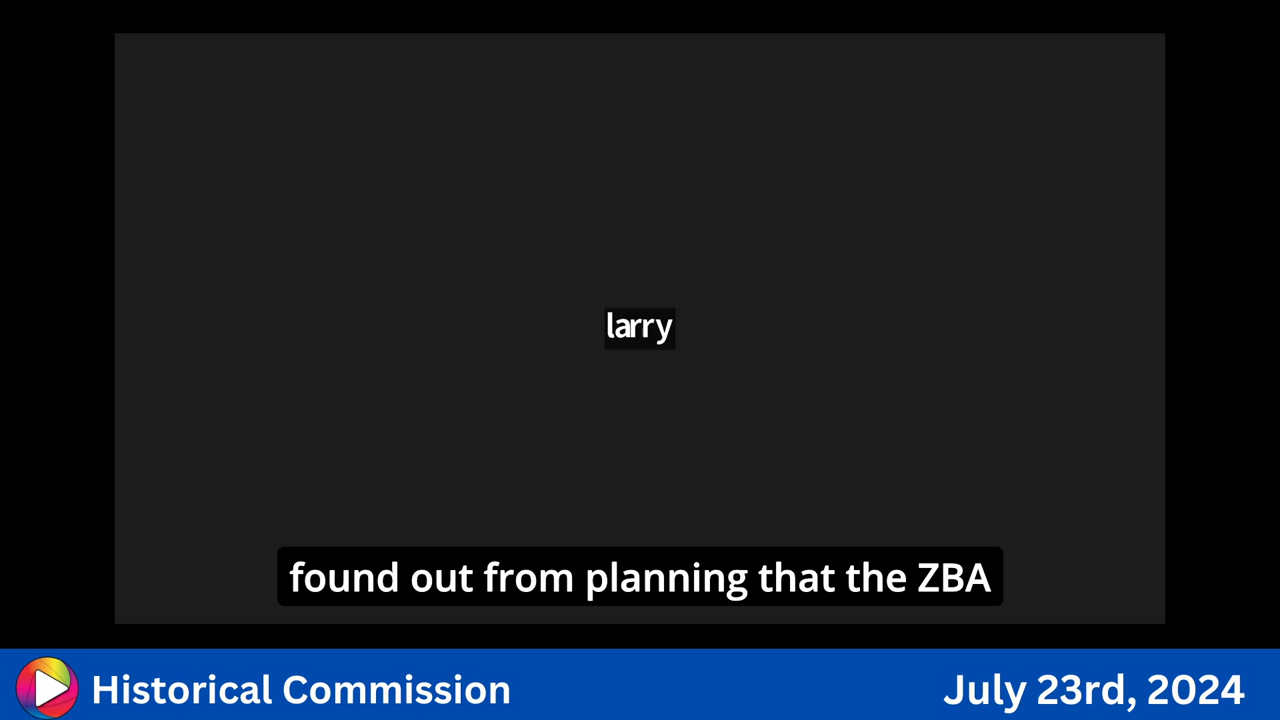 larry
found out from planning that the ZBA
Historical Commission
July 23rd, 2024